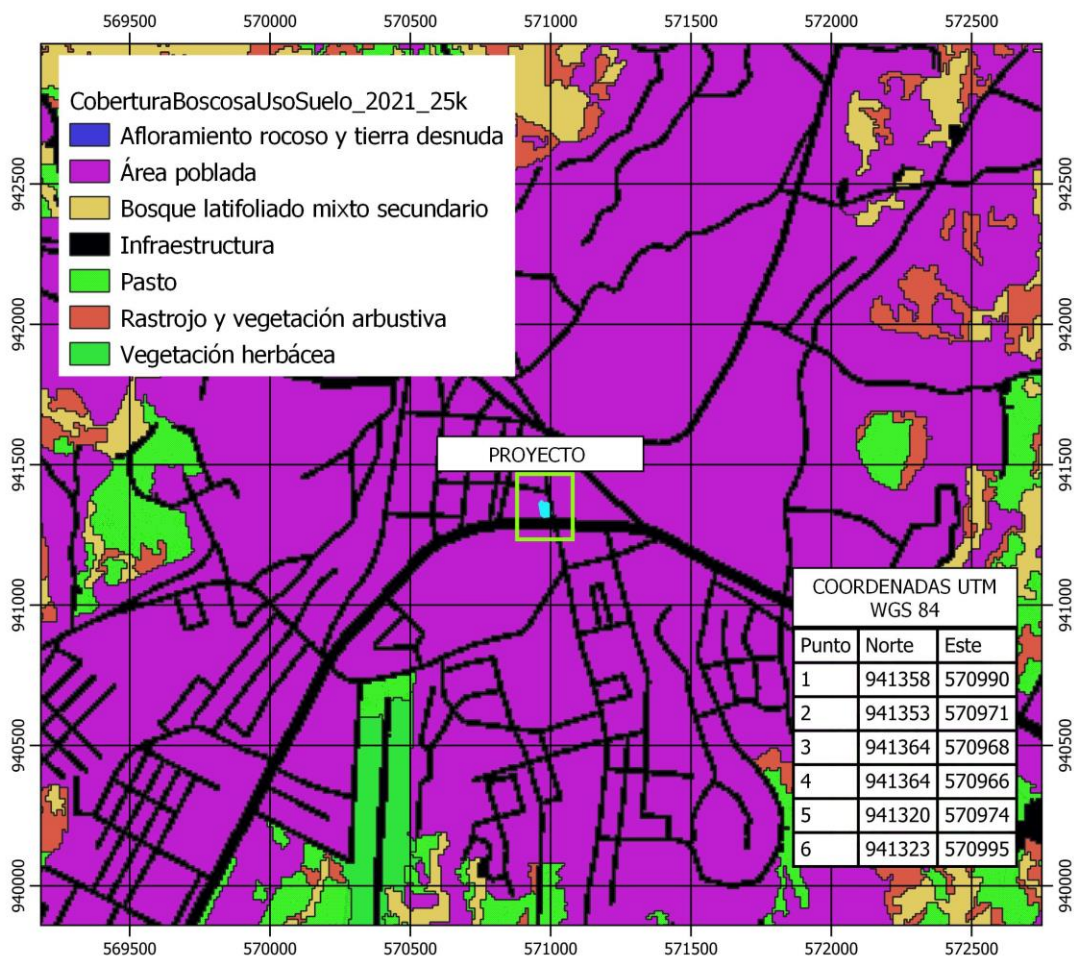 569500 570000 570500 571000 571500 572000 572500
CoberturaBoscosaUsoSuelo_2021_25k
Afloramiento rocoso y tierra desnuda
Área poblada
Bosque latifoliado mixto secundario
Infraestructura
Pasto
Rastrojo y vegetación arbustiva
Vegetación herbácea
942500 942500
942000 942000
941500 941500
941000 941000
940500 940500
940000 940000
PROYECTO
COORDENADAS UTM
WGS 84
Punto Norte Este
1 941358 570990
2 941353 570971
3 941364 570968
4 941364 570966
5 941320 570974
6 941323 570995
569500 570000 570500 571000 571500 572000 572500